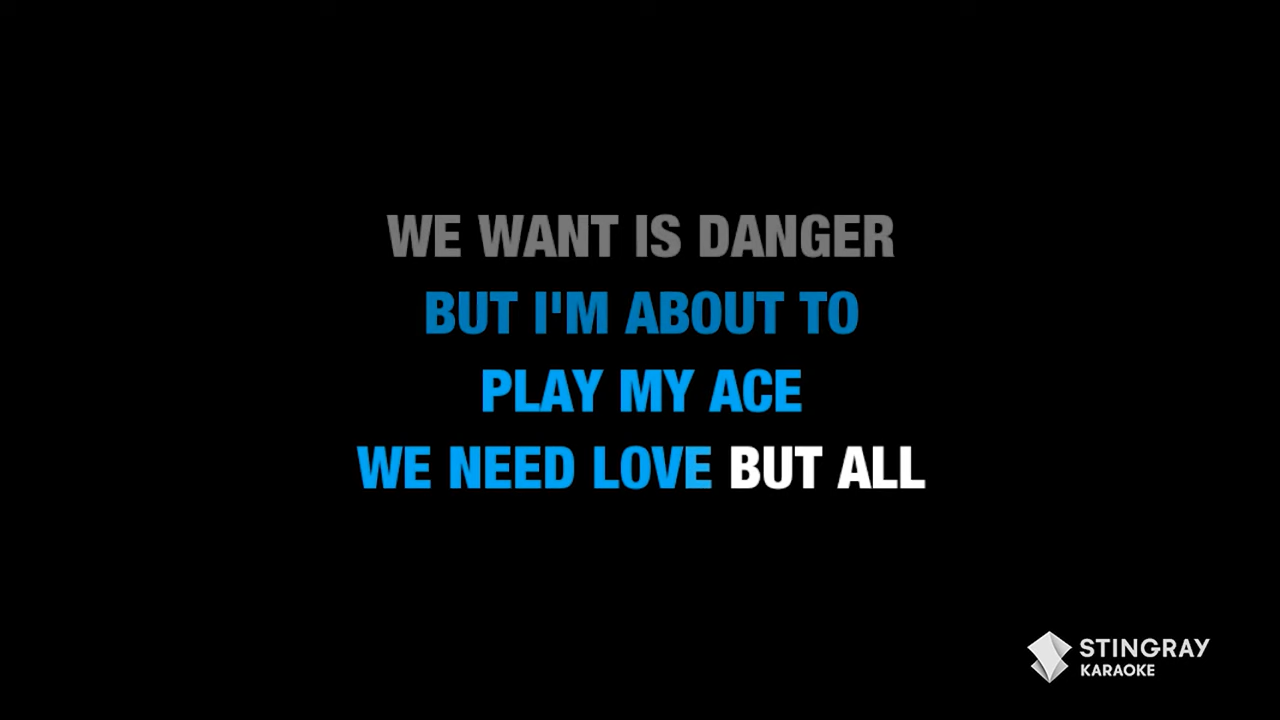 WE WANT IS DANGER
BUT I'M ABOUT TO
PLAY MY ACE
WE NEED LOVE BUT ALL
STINGRAY
KARAOKE